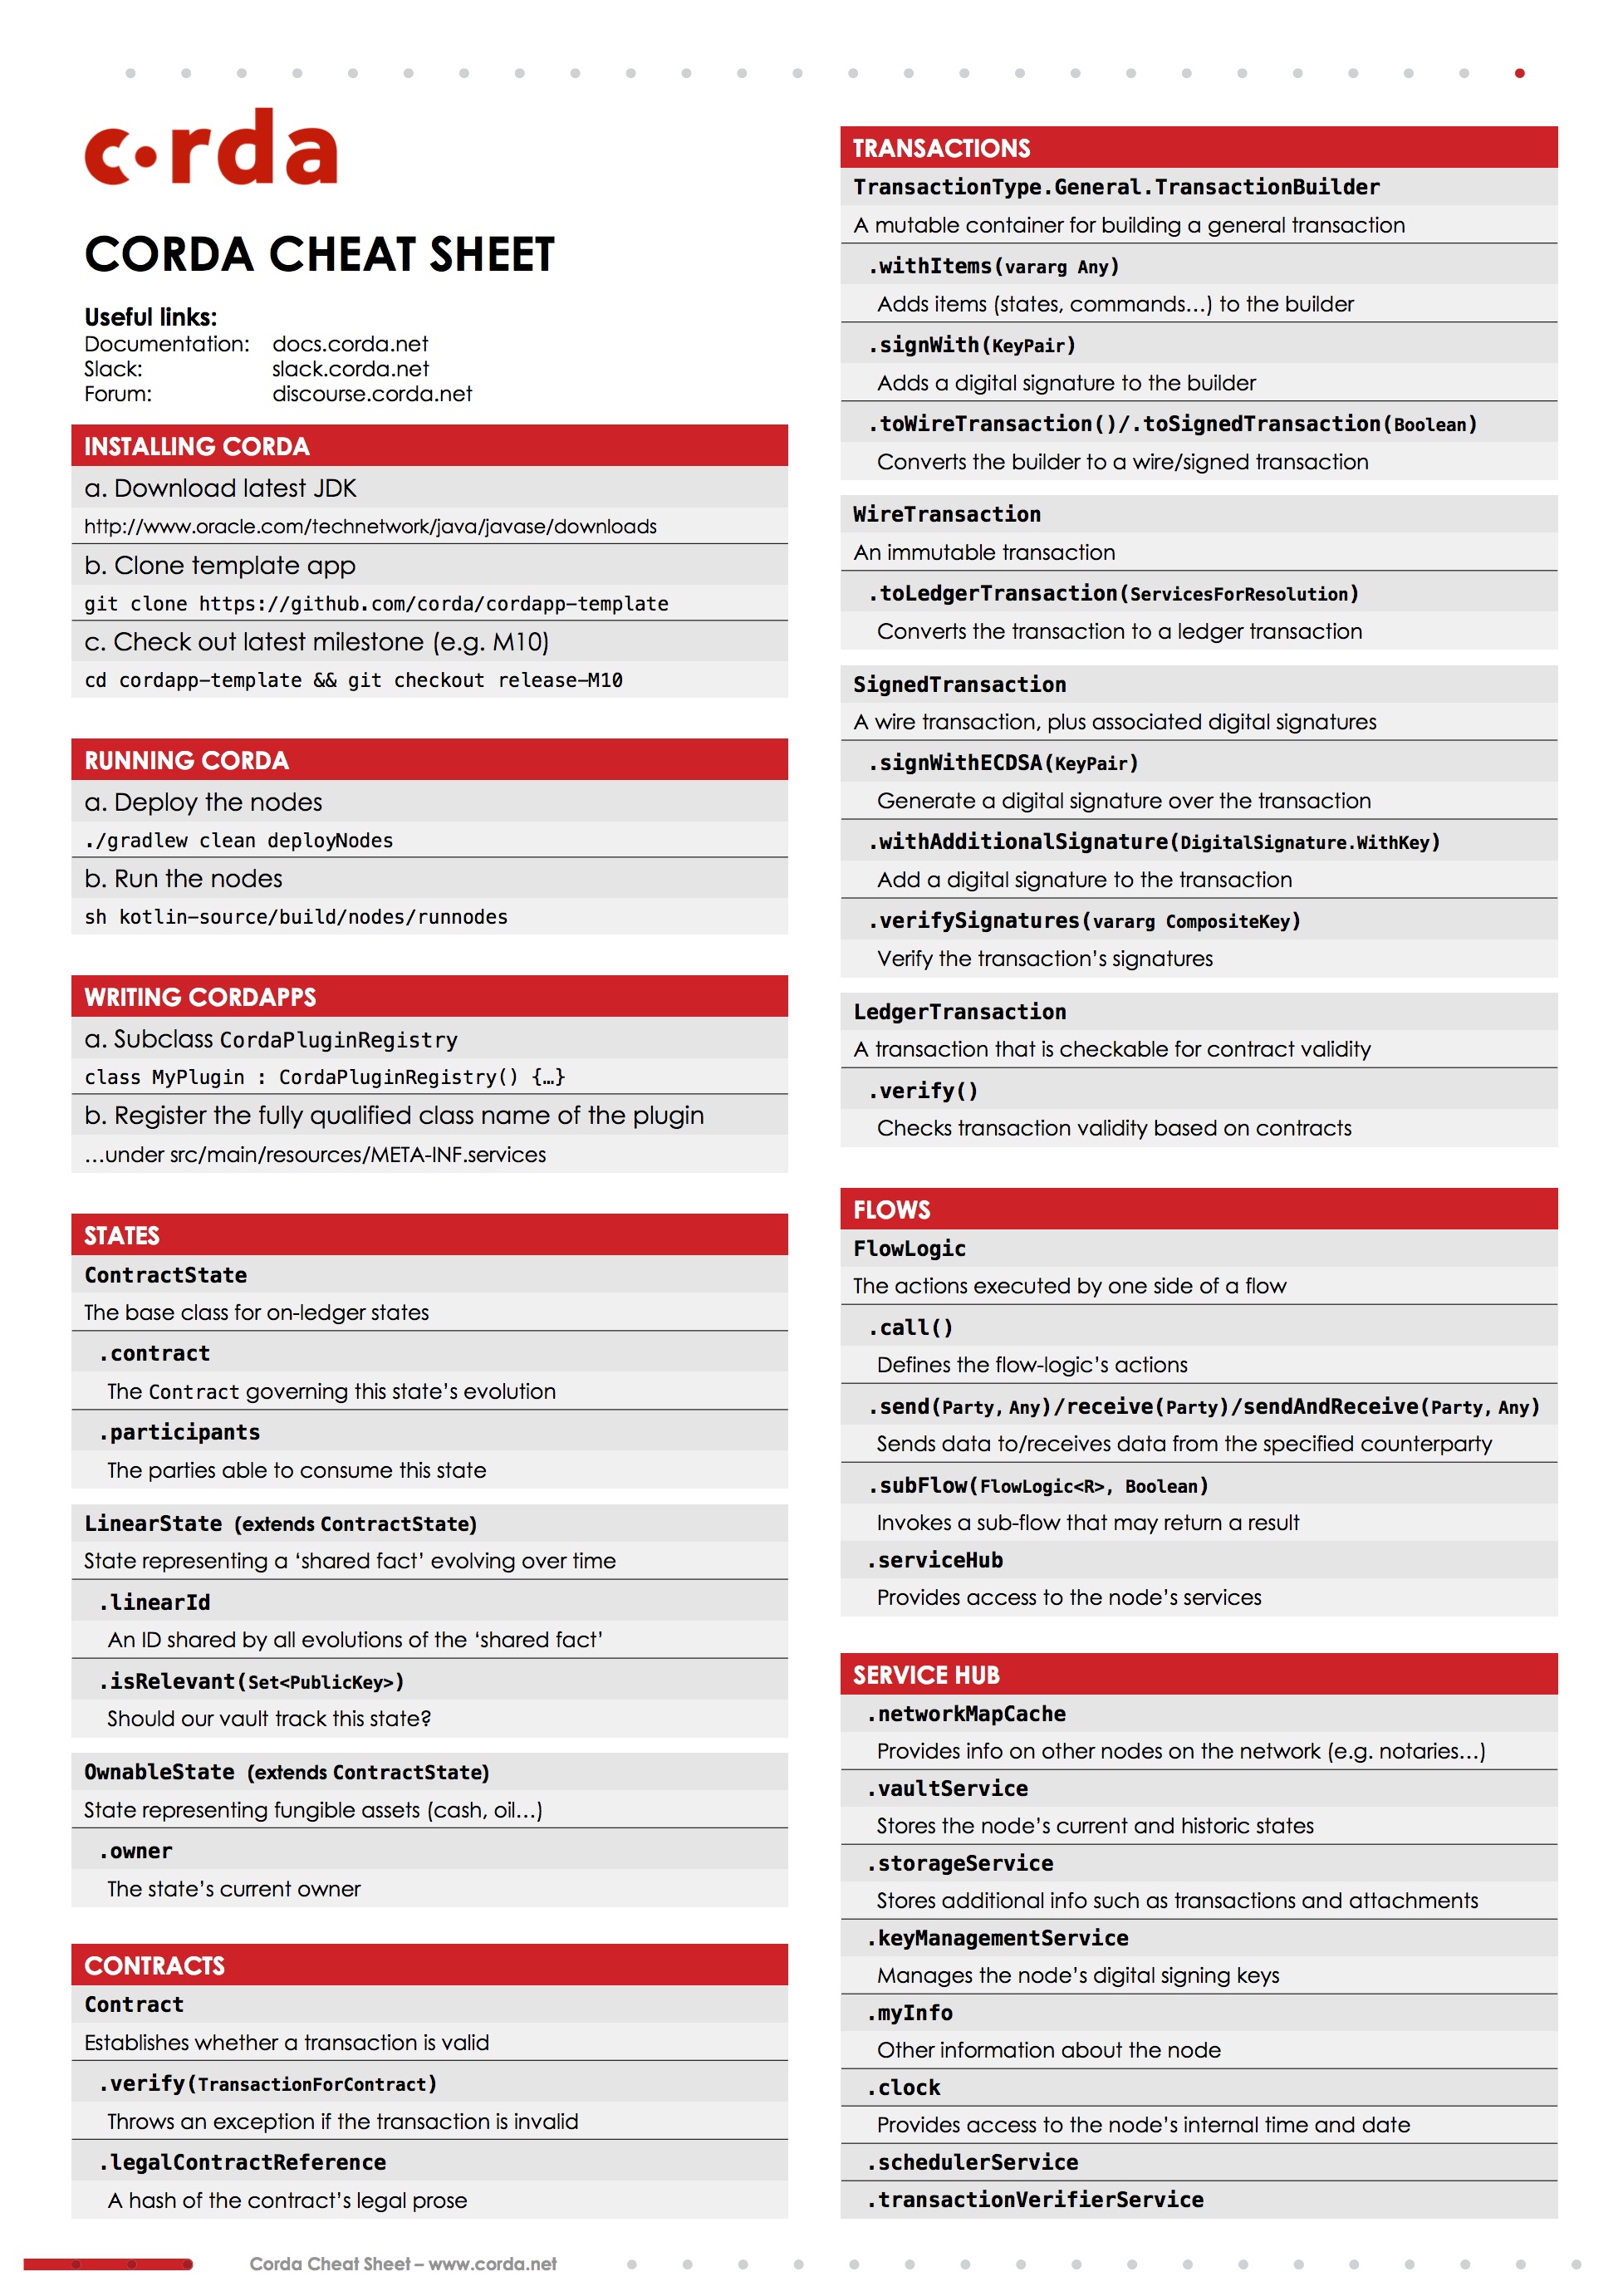 c•rda
CORDA CHEAT SHEET
Useful links:
Documentation: docs.corda.net
Slack: slack.corda.net
Forum: discourse.corda.net
INSTALLING CORDA
a. Download latest JDK
http://www.oracle.com/technetwork/java/javase/downloads
b. Clone template app
git clone https://github.com/corda/cordapp-template
c. Check out latest milestone (e.g. M10)
cd cordapp-template && git checkout release-M10
RUNNING CORDA
a. Deploy the nodes
./gradlew clean deployNodes
b. Run the nodes
sh kotlin-source/build/nodes/runnodes
WRITING CORDAPPS
a. Subclass CordaPluginRegistry
class MyPlugin : CordaPluginRegistry() {…}
b. Register the fully qualified class name of the plugin
…under src/main/resources/META-INF.services
STATES
ContractState
The base class for on-ledger states
.contract
The Contract governing this state’s evolution
.participants
The parties able to consume this state
LinearState (extends ContractState)
State representing a ‘shared fact’ evolving over time
.linearId
An ID shared by all evolutions of the ‘shared fact’
.isRelevant(Set<PublicKey>)
Should our vault track this state?
OwnableState (extends ContractState)
State representing fungible assets (cash, oil…)
.owner
The state’s current owner
CONTRACTS
Contract
Establishes whether a transaction is valid
.verify(TransactionForContract)
Throws an exception if the transaction is invalid
.legalContractReference
A hash of the contract’s legal prose
TRANSACTIONS
TransactionType.General.TransactionBuilder
A mutable container for building a general transaction
.withItems(vararg Any)
Adds items (states, commands…) to the builder
.signWith(KeyPair)
Adds a digital signature to the builder
.toWireTransaction()/.toSignedTransaction(Boolean)
Converts the builder to a wire/signed transaction
WireTransaction
An immutable transaction
.toLedgerTransaction(ServicesForResolution)
Converts the transaction to a ledger transaction
SignedTransaction
A wire transaction, plus associated digital signatures
.signWithECDSA(KeyPair)
Generate a digital signature over the transaction
.withAdditionalSignature(DigitalSignature.WithKey)
Add a digital signature to the transaction
.verifySignatures(vararg CompositeKey)
Verify the transaction’s signatures
LedgerTransaction
A transaction that is checkable for contract validity
.verify()
Checks transaction validity based on contracts
FLOWS
FlowLogic
The actions executed by one side of a flow
.call()
Defines the flow-logic’s actions
.send(Party, Any)/receive(Party)/sendAndReceive(Party, Any)
Sends data to/receives data from the specified counterparty
.subFlow(FlowLogic<R>, Boolean)
Invokes a sub-flow that may return a result
.serviceHub
Provides access to the node’s services
SERVICE HUB
.networkMapCache
Provides info on other nodes on the network (e.g. notaries…)
.vaultService
Stores the node’s current and historic states
.storageService
Stores additional info such as transactions and attachments
.keyManagementService
Manages the node’s digital signing keys
.myInfo
Other information about the node
.clock
Provides access to the node’s internal time and date
.schedulerService
.transactionVerifierService
Corda Cheat Sheet – www.corda.net